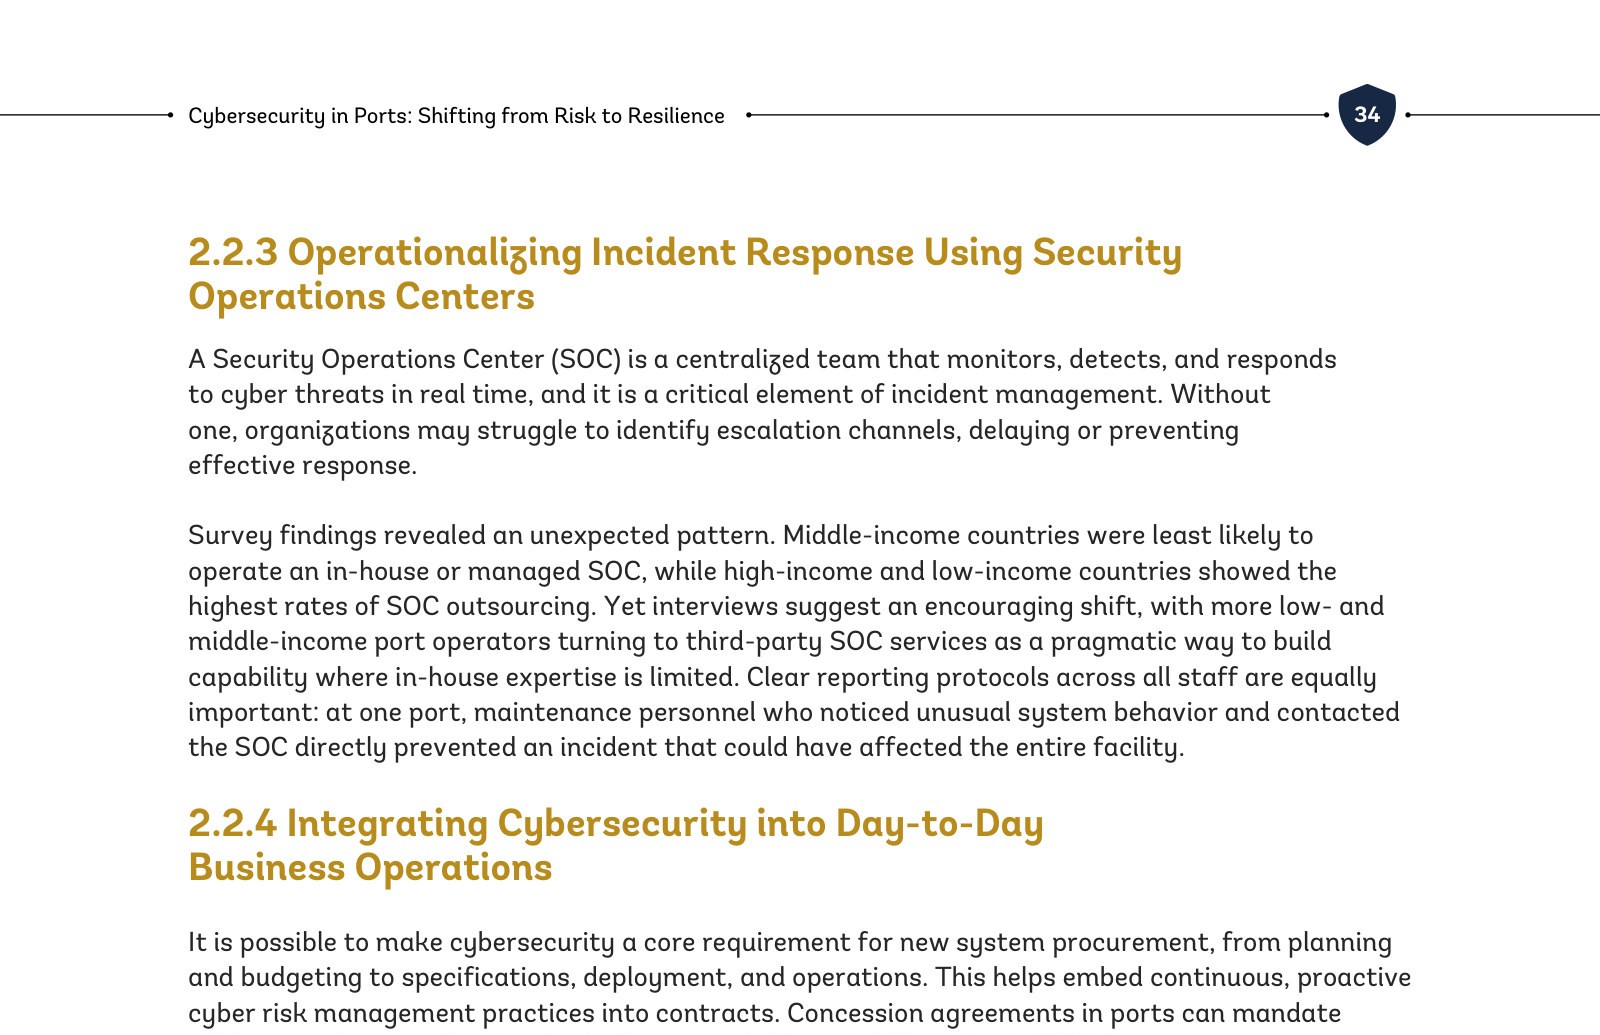 Cybersecurity in Ports: Shifting from Risk to Resilience
34
2.2.3 Operationalizing Incident Response Using Security
Operations Centers
A Security Operations Center (SOC) is a centralized team that monitors, detects, and responds
to cyber threats in real time, and it is a critical element of incident management. Without
one, organizations may struggle to identify escalation channels, delaying or preventing
effective response.
Survey findings revealed an unexpected pattern. Middle-income countries were least likely to
operate an in-house or managed SOC, while high-income and low-income countries showed the
highest rates of SOC outsourcing. Yet interviews suggest an encouraging shift, with more low- and
middle-income port operators turning to third-party SOC services as a pragmatic way to build
capability where in-house expertise is limited. Clear reporting protocols across all staff are equally
important: at one port, maintenance personnel who noticed unusual system behavior and contacted
the SOC directly prevented an incident that could have affected the entire facility.
2.2.4 Integrating Cybersecurity into Day-to-Day
Business Operations
It is possible to make cybersecurity a core requirement for new system procurement, from planning
and budgeting to specifications, deployment, and operations. This helps embed continuous, proactive
cyber risk management practices into contracts. Concession agreements in ports can mandate